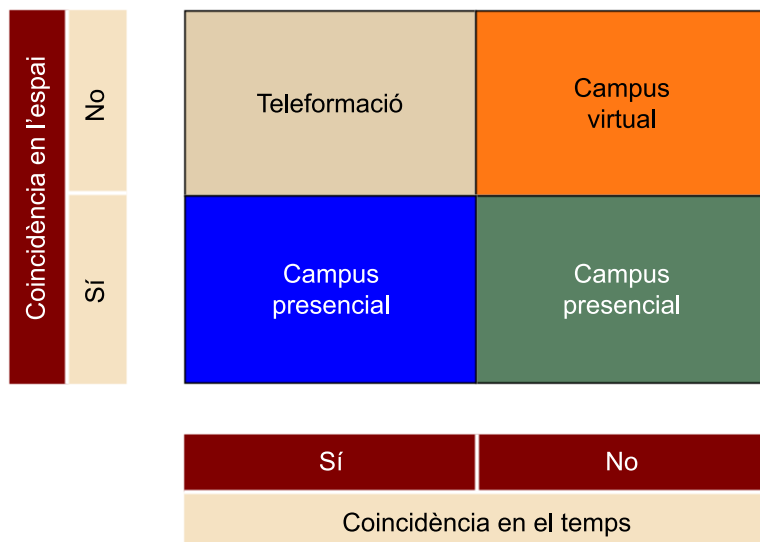 Coincidència en l'espai
No
Sí
Teleformació
Campus
virtual
Campus
presencial
Campus
presencial
Sí
No
Coincidència en el temps